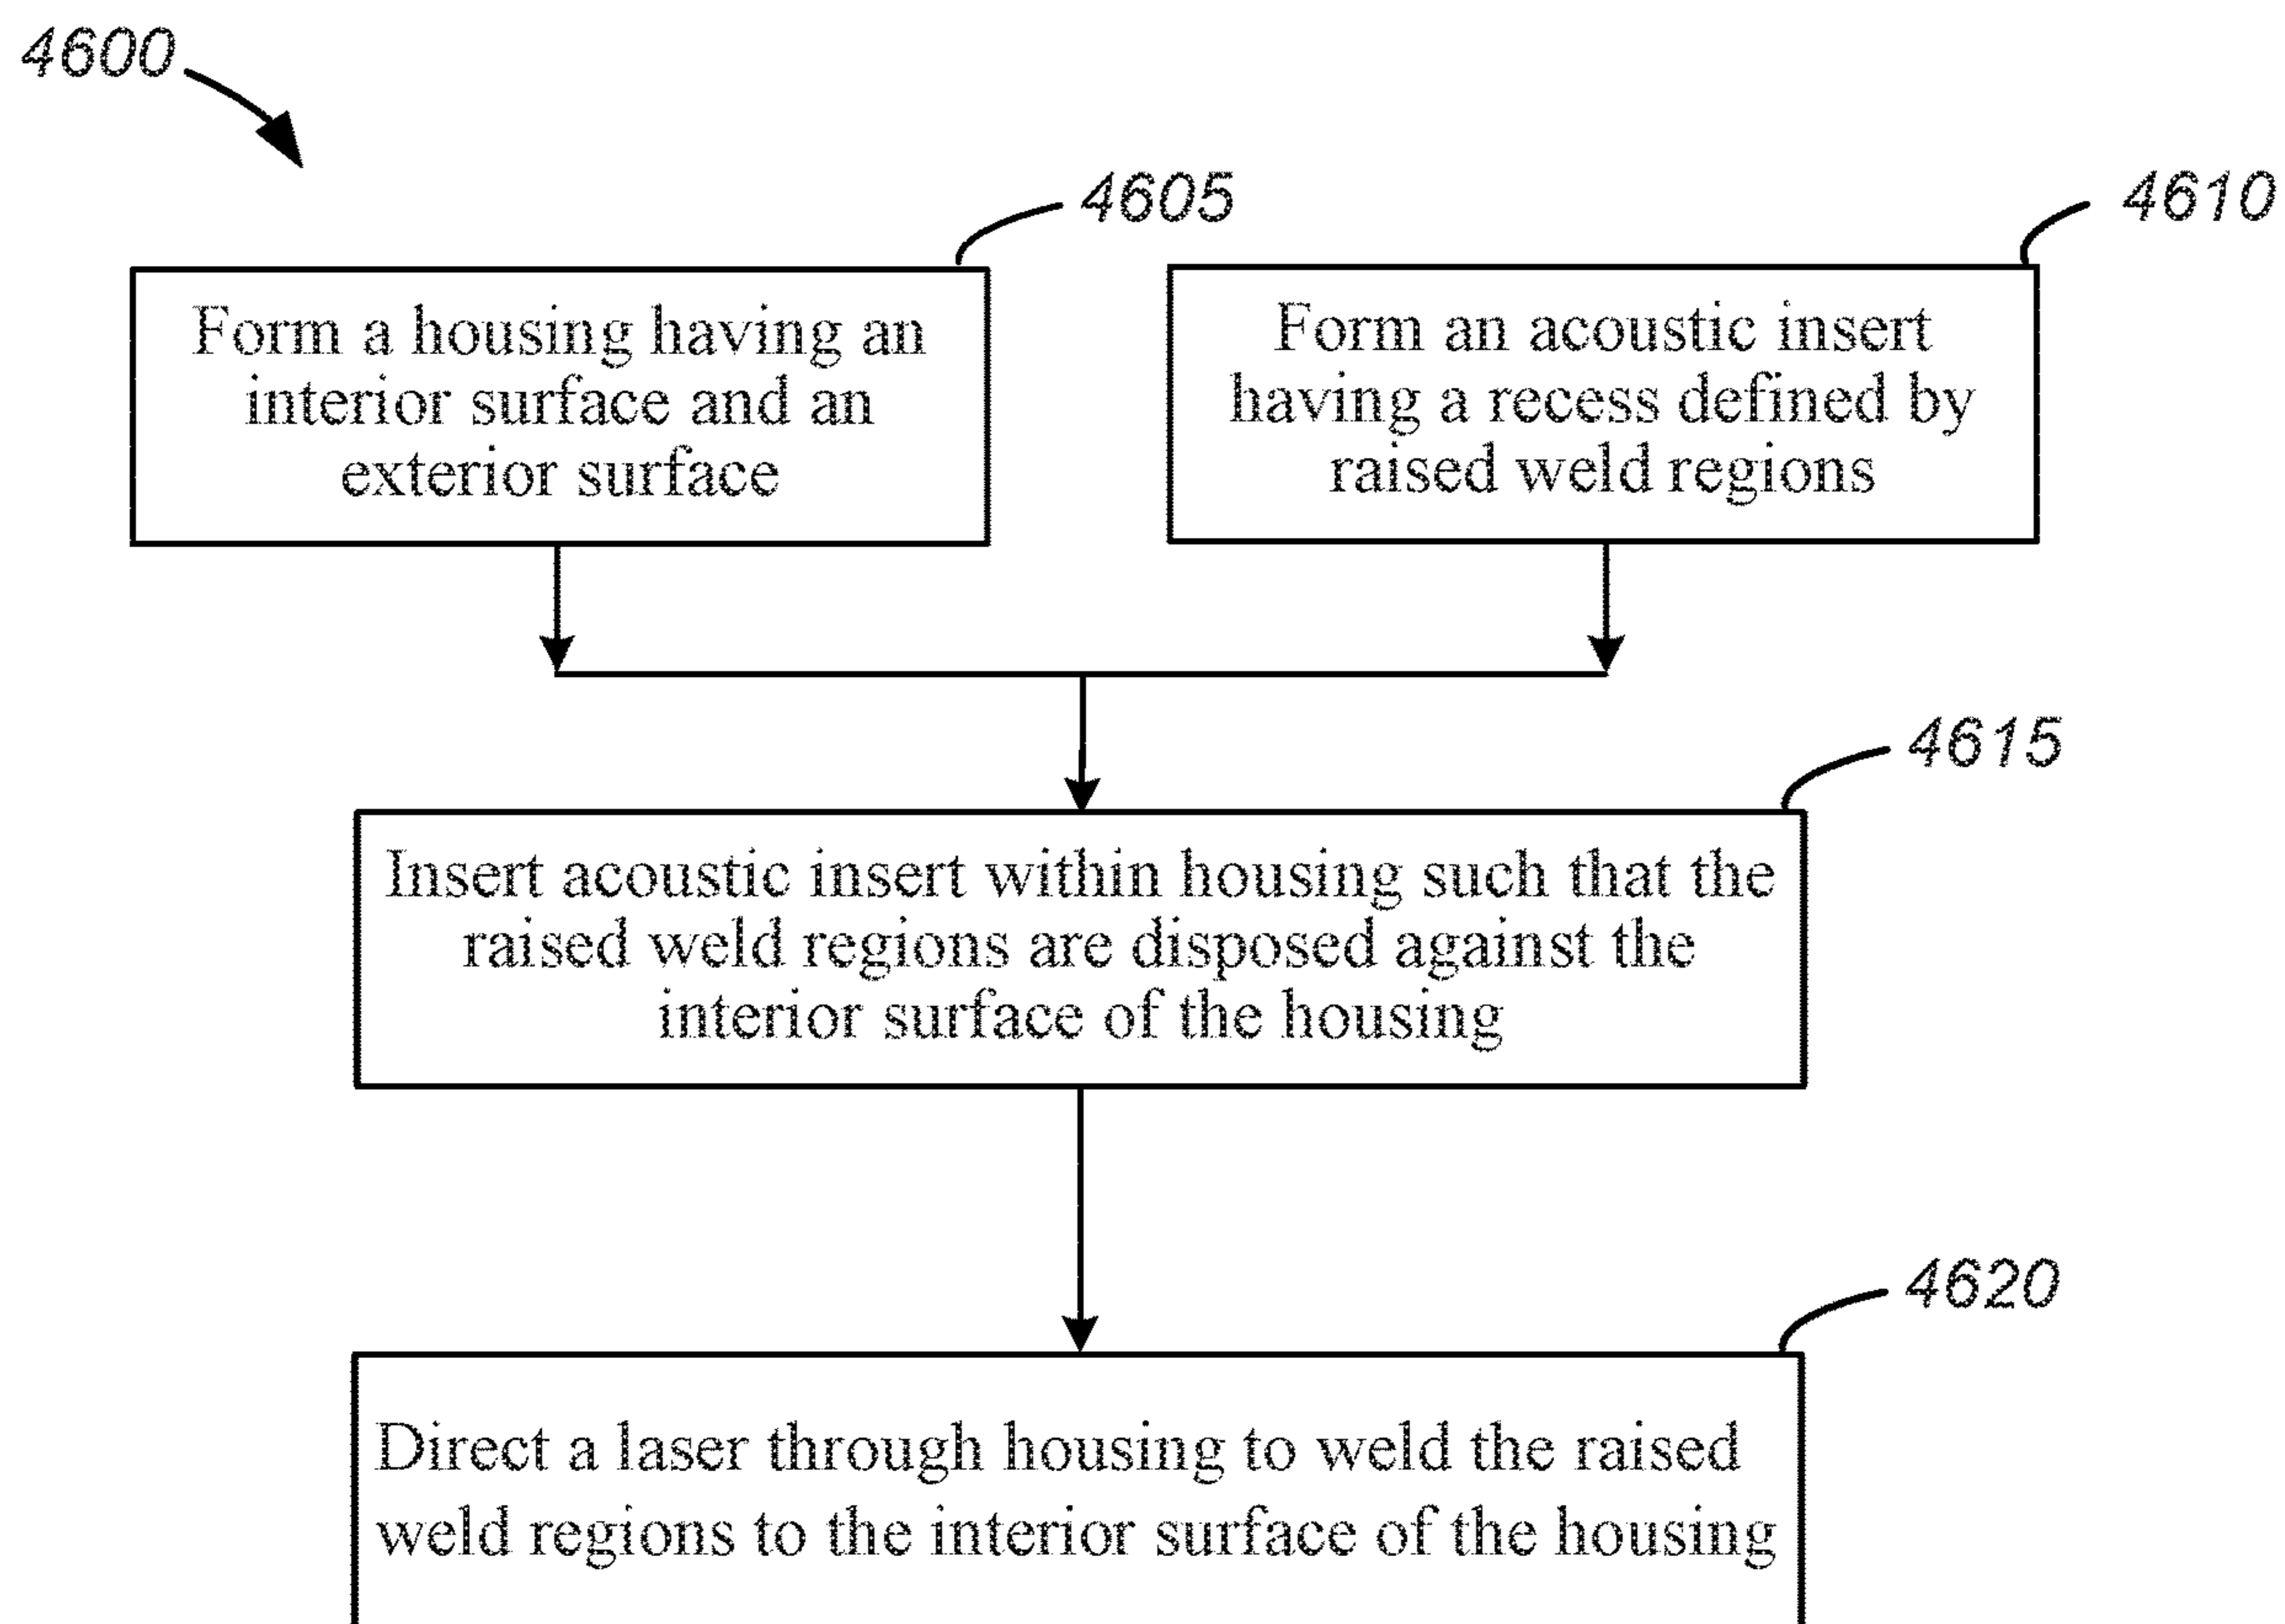 4600
4605
4610
Form a housing having an
interior surface and an
exterior surface
Form an acoustic insert
having a recess defined by
raised weld regions
4615
Insert acoustic insert within housing such that the
raised weld regions are disposed against the
interior surface of the housing
4620
Direct a laser through housing to weld the raised
weld regions to the interior surface of the housing